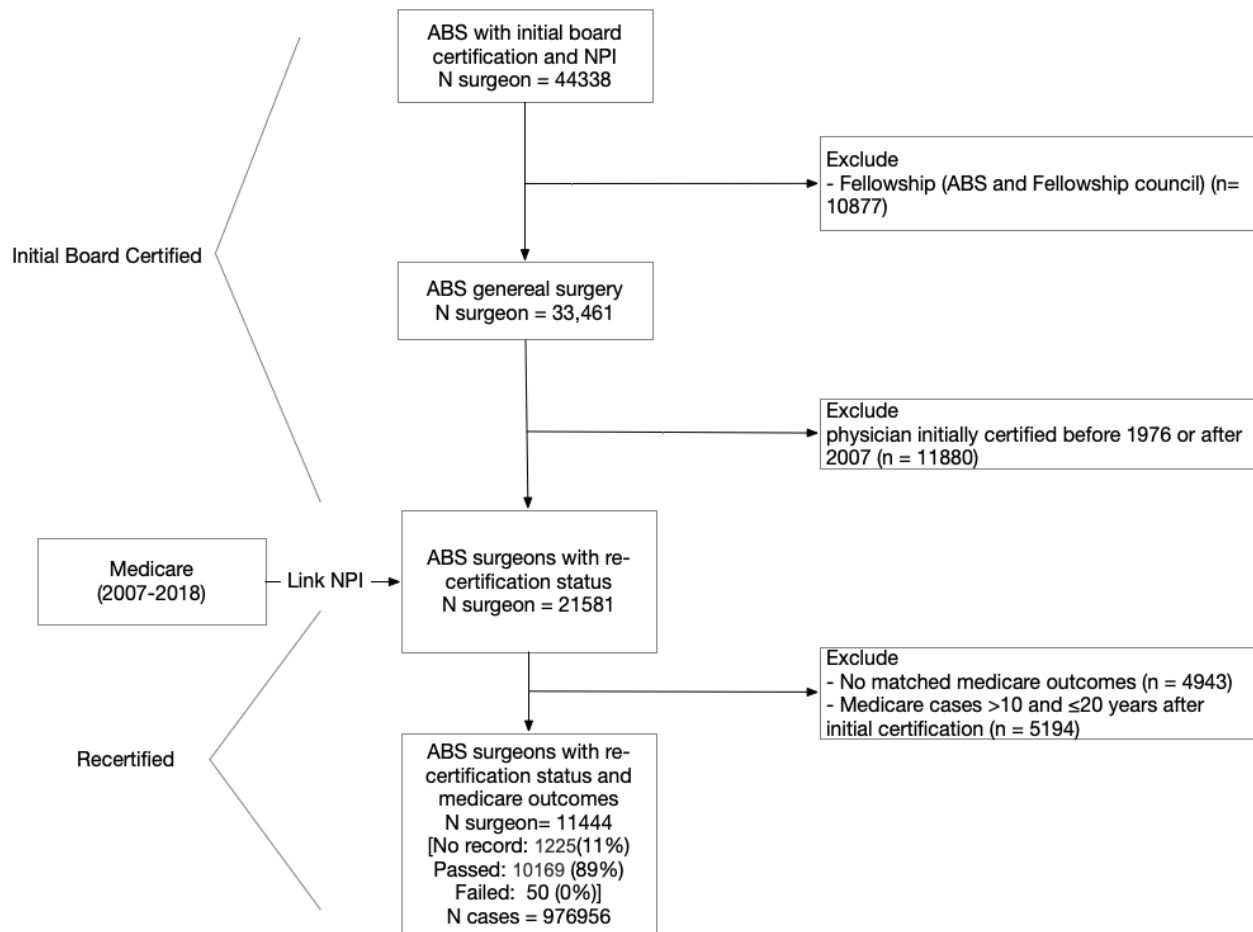 ABS with initial board
certification and NPI
N surgeon = 44338
Exclude
- Fellowship (ABS and Fellowship council) (n=
10877)
Initial Board Certified
ABS genereal surgery
N surgeon = 33,461
Exclude
physician initially certified before 1976 or after
2007 (n = 11880)
Medicare
(2007-2018)
Link NPI
ABS surgeons with re-
certification status
N surgeon = 21581
Exclude
- No matched medicare outcomes (n = 4943)
- Medicare cases >10 and ≤20 years after
initial certification (n = 5194)
Recertified
ABS surgeons with re-
certification status and
medicare outcomes
N surgeon= 11444
[No record: 1225(11%)
Passed: 10169 (89%)
Failed: 50 (0%)]
N cases = 976956